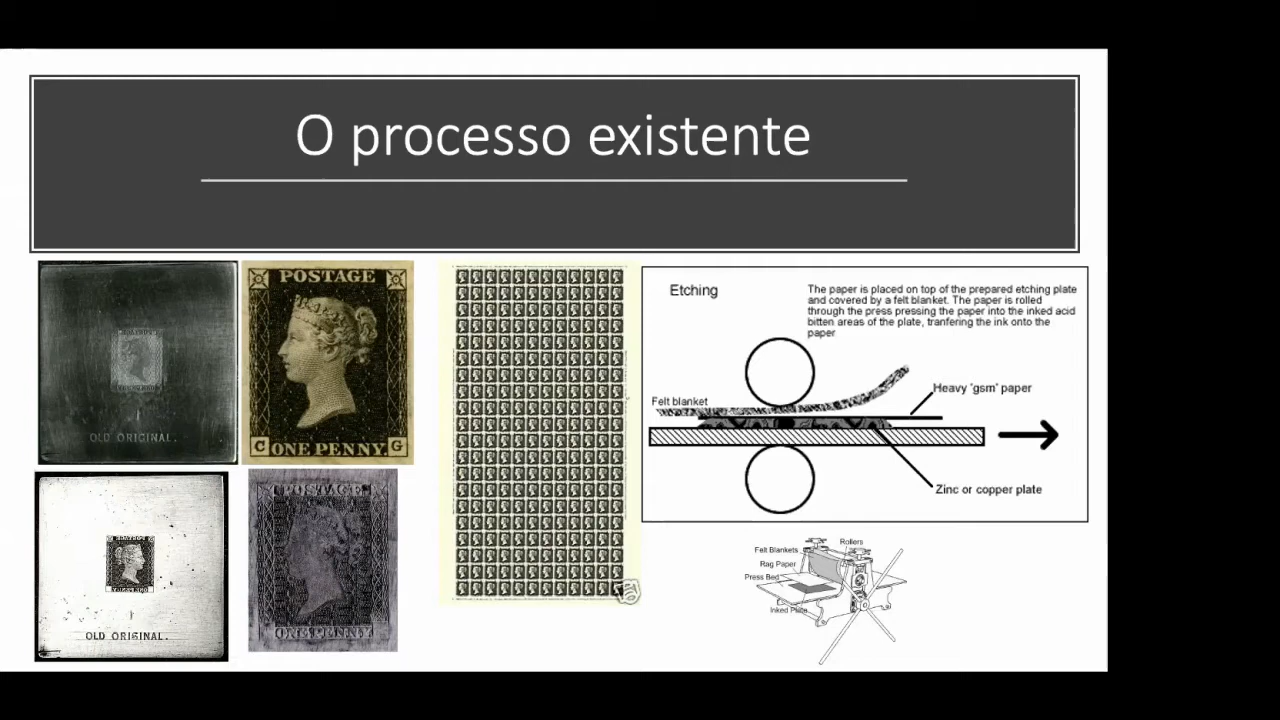 O processo existente
OLD ORIGINAL.
POSTAGE
C ONE PENNY. G
OLD ORIGINAL.
POSTAGE
ONE PENNY
Etching
The paper is placed on top of the prepared etching plate
and covered by a felt blanket. The paper is rolled
through the press pressing the paper into the inked acid
bitten areas of the plate, tranfering the ink onto the
paper
Heavy 'gsm' paper
Felt blanket
Zinc or copper plate
Rollers
Felt Blankets
Rag Paper
Press Bed
Inked Plate